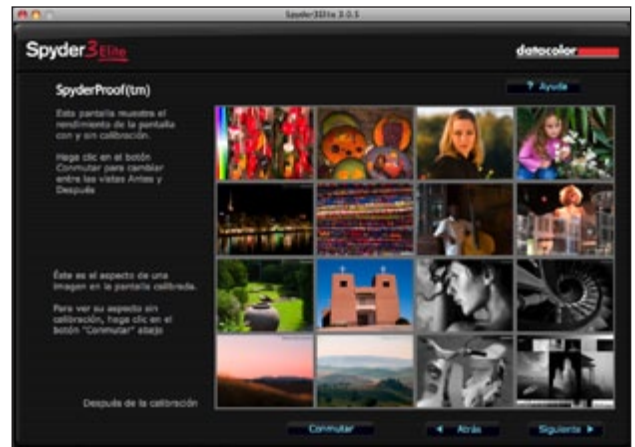 Spyder3Elite 3.0.3
Spyder3Elite
datacolor
SpyderProof(tm)
? Ayuda
Esta pantalla muestra el
rendimiento de la pantalla
con y sin calibración.
Haga clic en el botón
Conmutar para cambiar
entre las vistas Antes y
Después
Éste es el aspecto de una
imagen en la pantalla calibrada.
Para ver su aspecto sin
calibración, haga clic en el
botón "Conmutar" abajo
Después de la calibración
Conmutar
Atrás
Siguiente